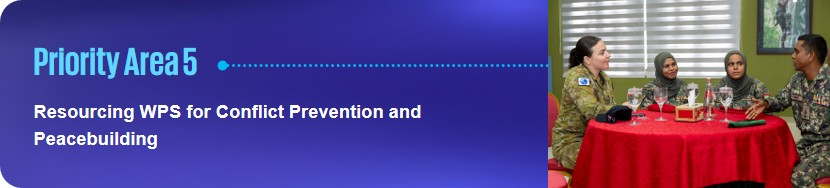 Priority Area 5
Resourcing WPS for Conflict Prevention and
Peacebuilding